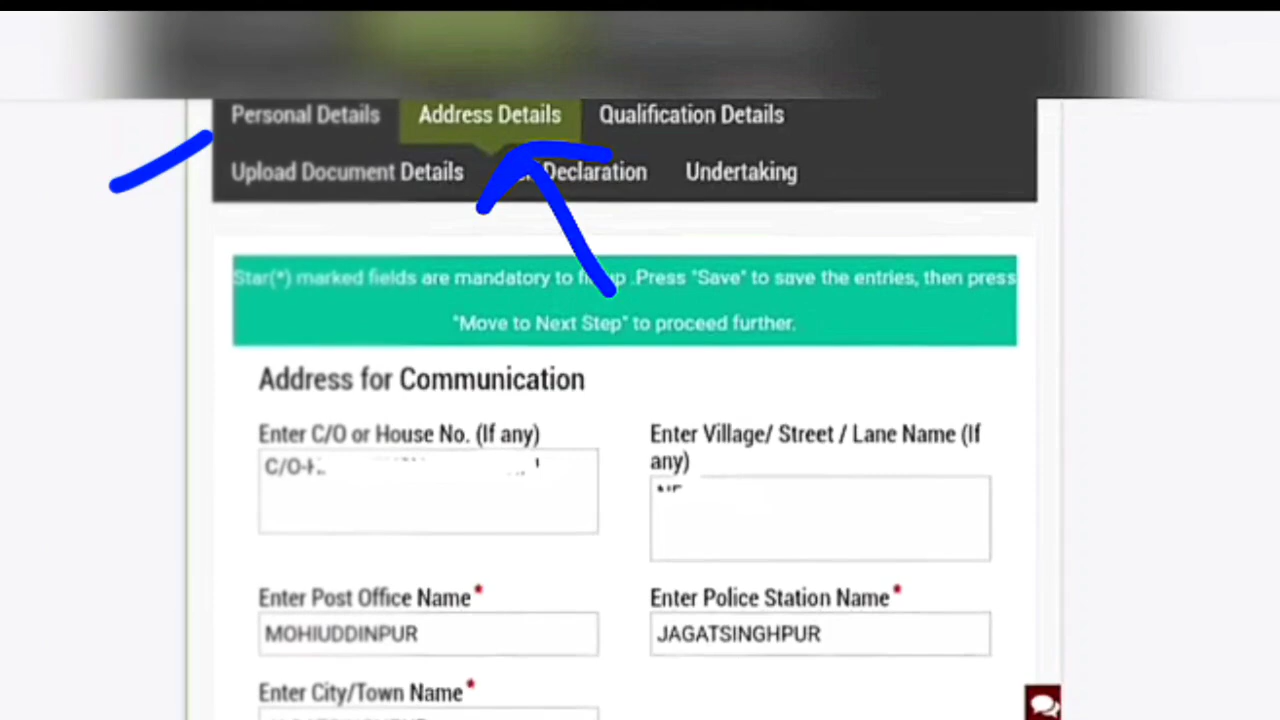 Personal Details Address Details Qualification Details
Upload Document Details Declaration Undertaking
Star(*) marked fields are mandatory to .Press "Save" to save the entries, then press
"Move to Next Step" to proceed further.
Address for Communication
Enter C/O or House No. (If any)
C/O-
Enter Village/ Street / Lane Name (If
any)
Enter Post Office Name*
MOHIUDDINPUR
Enter Police Station Name*
JAGATSINGHPUR
Enter City/Town Name*